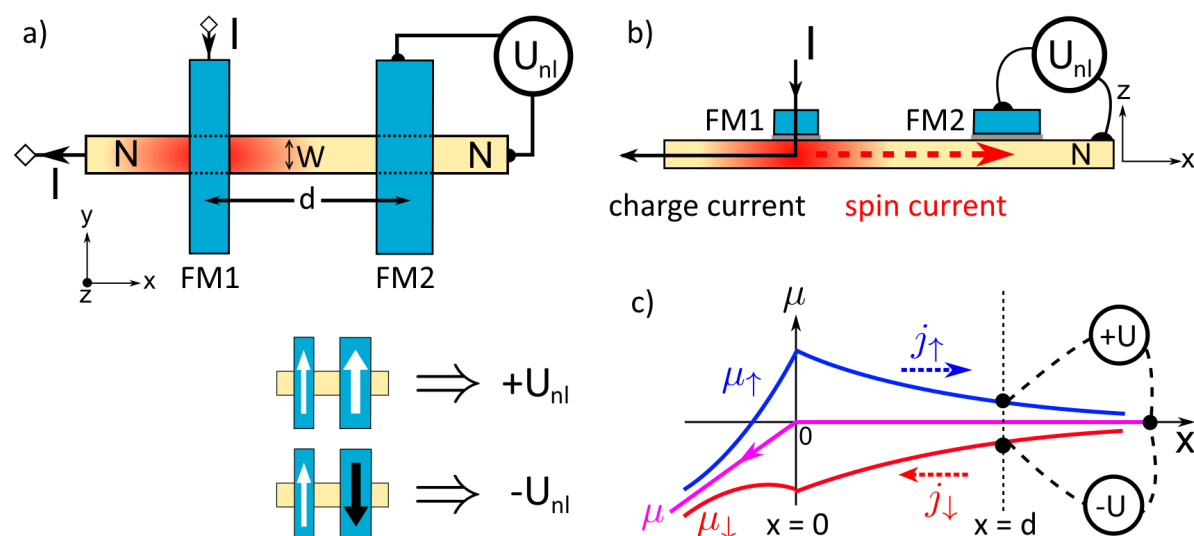 a)
I
U_nl
N
W
N
I
d
y
x
z
FM1
FM2
⇒ +U_nl
⇒ -U_nl
b)
I
U_nl
FM1
FM2
z
N
x
charge current
spin current
c)
μ
j↑
+U
μ↑
0
x
μ
μ↓
j↓
-U
x = 0
x = d